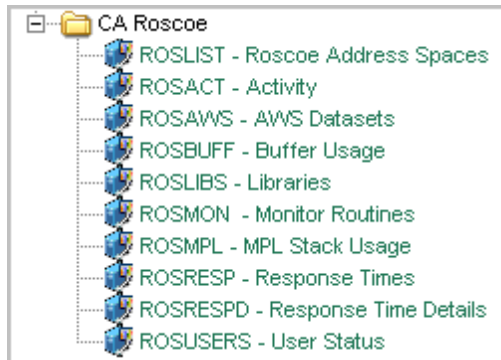 CA Roscoe
ROSLIST - Roscoe Address Spaces
ROSACT - Activity
ROSAWS - AWS Datasets
ROSBUFF - Buffer Usage
ROSLIBS - Libraries
ROSMON - Monitor Routines
ROSMPL - MPL Stack Usage
ROSRESP - Response Times
ROSRESPD - Response Time Details
ROSUSERS - User Status